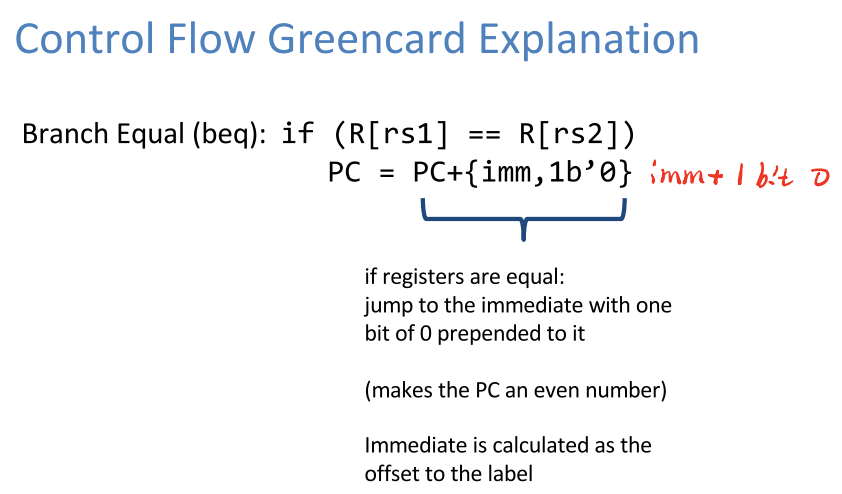 Control Flow Greencard Explanation
Branch Equal (beq): if (R[rs1] == R[rs2])
PC = PC+{imm,1b’0} imm+ 1 bit 0
if registers are equal:
jump to the immediate with one
bit of 0 prepended to it
(makes the PC an even number)
Immediate is calculated as the
offset to the label